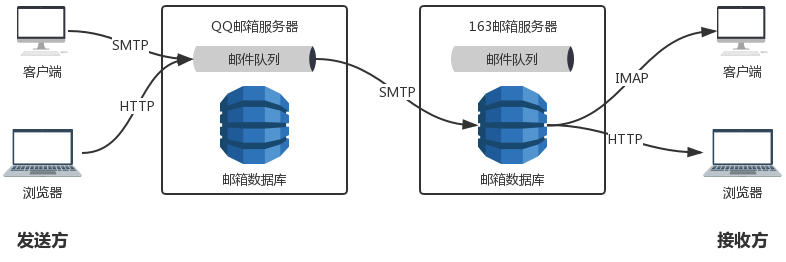 QQ邮箱服务器
163邮箱服务器
SMTP
邮件队列
邮件队列
客户端
客户端
IMAP
HTTP
SMTP
HTTP
邮箱数据库
邮箱数据库
浏览器
浏览器
发送方
接收方